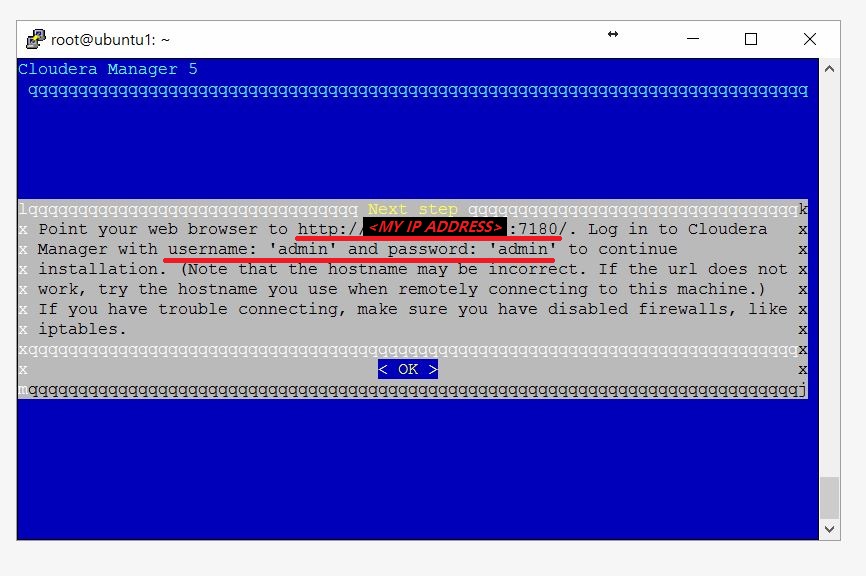 root@ubuntu1: ~
Cloudera Manager 5
qqqqqqqqqqqqqqqqqqqqqqqqqqqqqqqqqqqqqqqqqqqqqqqqqqqqqqqqqqqqqqqqqqqqqqqqqqqqqq
lqqqqqqqqqqqqqqqqqqqqqqqqqqqqqqqqq Next step qqqqqqqqqqqqqqqqqqqqqqqqqqqqqqqqqk
x Point your web browser to http://<MY IP ADDRESS>:7180/. Log in to Cloudera x
x Manager with username: 'admin' and password: 'admin' to continue x
x installation. (Note that the hostname may be incorrect. If the url does not x
x work, try the hostname you use when remotely connecting to this machine.) x
x If you have trouble connecting, make sure you have disabled firewalls, like x
x iptables. x
xqqqqqqqqqqqqqqqqqqqqqqqqqqqqqqqqqqqqqqqqqqqqqqqqqqqqqqqqqqqqqqqqqqqqqqqqqqqqqx
x < OK > x
mqqqqqqqqqqqqqqqqqqqqqqqqqqqqqqqqqqqqqqqqqqqqqqqqqqqqqqqqqqqqqqqqqqqqqqqqqqqqqj